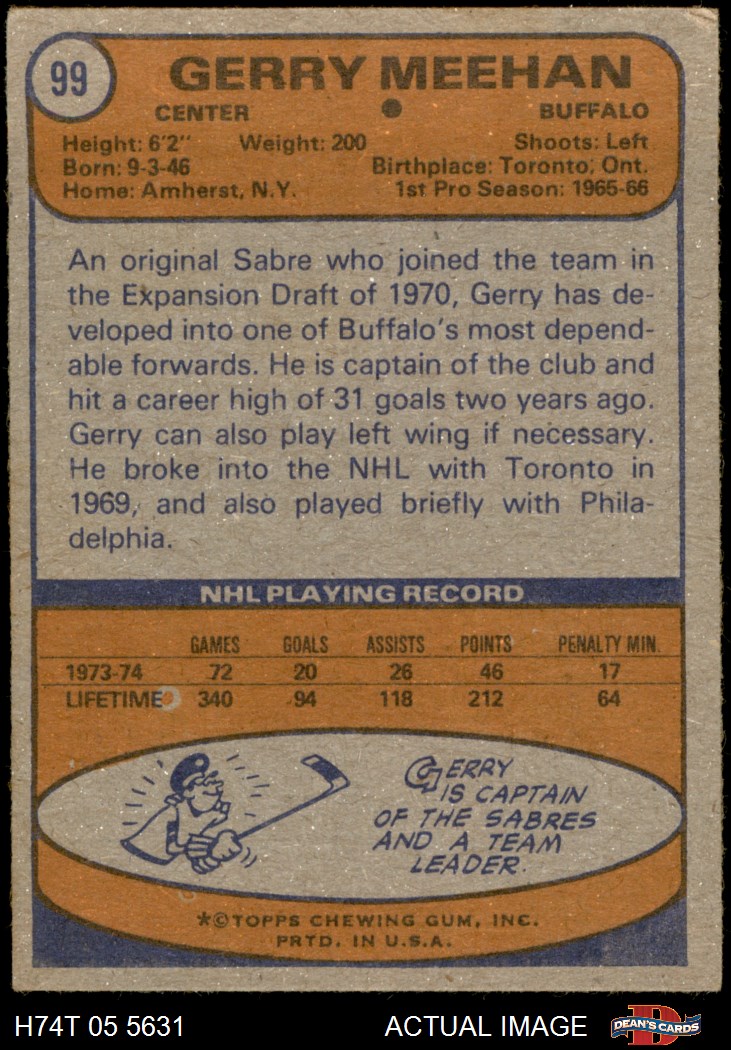 99
GERRY MEEHAN
CENTER BUFFALO
Height: 6'2" Weight: 200 Shoots: Left
Born: 9-3-46 Birthplace: Toronto, Ont.
Home: Amherst, N.Y. 1st Pro Season: 1965-66
An original Sabre who joined the team in
the Expansion Draft of 1970, Gerry has de-
veloped into one of Buffalo's most depend-
able forwards. He is captain of the club and
hit a career high of 31 goals two years ago.
Gerry can also play left wing if necessary.
He broke into the NHL with Toronto in
1969, and also played briefly with Phila-
delphia.
NHL PLAYING RECORD
GAMES GOALS ASSISTS POINTS PENALTY MIN.
1973-74 72 20 26 46 17
LIFETIME 340 94 118 212 64
GERRY
IS CAPTAIN
OF THE SABRES
AND A TEAM
LEADER.
*©TOPPS CHEWING GUM, INC.
PRTD. IN U.S.A.
H74T 05 5631 ACTUAL IMAGE D DEAN'S CARDS